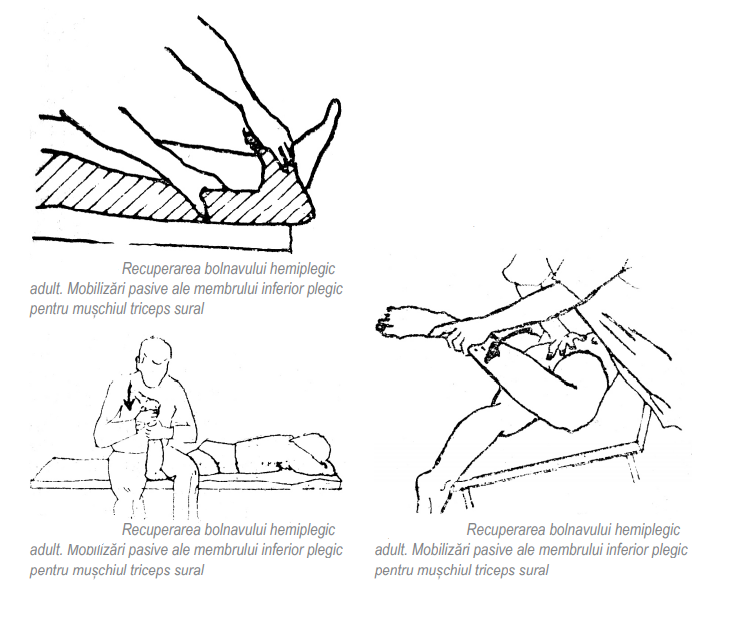 Recuperarea bolnavului hemiplegic
adult. Mobilizări pasive ale membrului inferior plegic
pentru mușchiul triceps sural
Recuperarea bolnavului hemiplegic
adult. Mobilizări pasive ale membrului inferior plegic
pentru mușchiul triceps sural
Recuperarea bolnavului hemiplegic
adult. Mobilizări pasive ale membrului inferior plegic
pentru mușchiul triceps sural